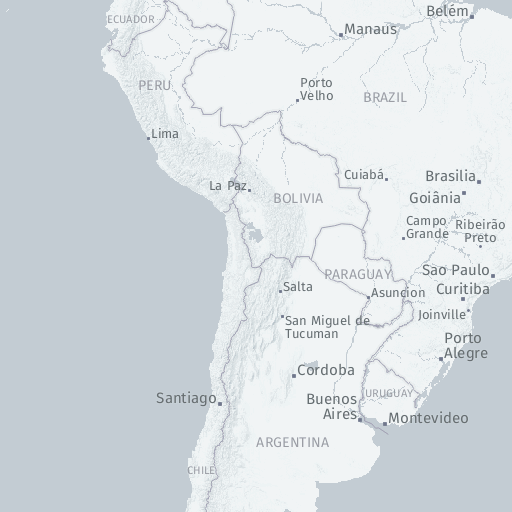 Belém
ECUADOR
Manaus
PERU
Porto
Velho
BRAZIL
Lima
Cuiabá
Brasilia
La Paz
BOLIVIA
Goiânia
Campo
Grande
Ribeirão
Preto
PARAGUAY
Sao Paulo
Salta
Asuncion
Curitiba
San Miguel de
Tucuman
Joinville
Porto
Alegre
Cordoba
Santiago
Buenos
Aires
URUGUAY
Montevideo
ARGENTINA
CHILE